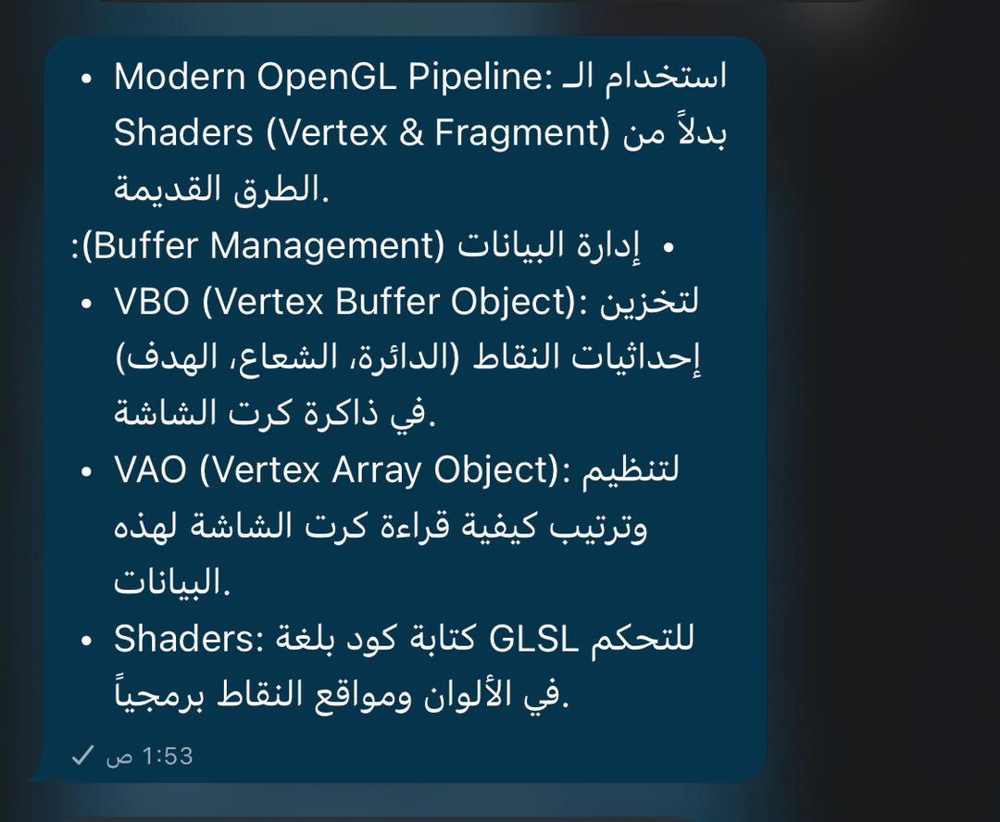 • Modern OpenGL Pipeline: استخدام الـ
Shaders (Vertex & Fragment) بدلاً من
الطرق القديمة.
• إدارة البيانات (Buffer Management):
• VBO (Vertex Buffer Object): لتخزين
إحداثيات النقاط (الدائرة، الشعاع، الهدف)
في ذاكرة كرت الشاشة.
• VAO (Vertex Array Object): لتنظيم
وترتيب كيفية قراءة كرت الشاشة لهذه
البيانات.
• Shaders: كتابة كود بلغة GLSL للتحكم
في الألوان ومواقع النقاط برمجياً.
1:53 ص